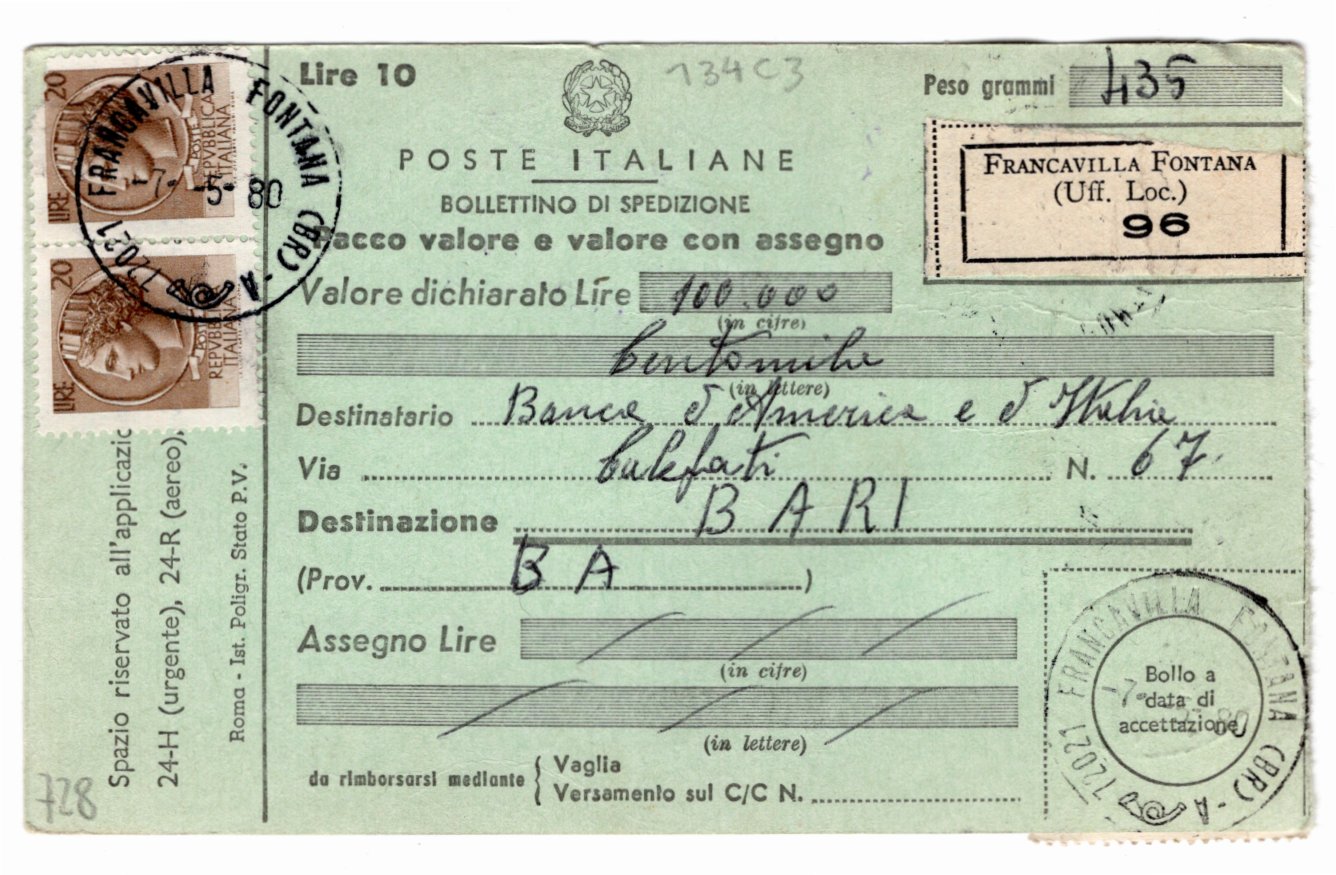 Lire 10
134C3
Peso grammi 435
POSTE ITALIANE
BOLLETTINO DI SPEDIZIONE
Pacco valore e valore con assegno
FRANCAVILLA FONTANA
(Uff. Loc.)
96
Valore dichiarato Lire 100.000
(in cifre)
Centomila
(in lettere)
Destinatario Banca d'America e d'Italia
Via Calefati N. 67
Destinazione BARI
(Prov. BA)
Assegno Lire
(in cifre)
(in lettere)
da rimborsarsi mediante { Vaglia
Versamento sul C/C N.
20
LIRE
POSTE
REPVBBLICA
ITALIANA
20
LIRE
POSTE
REPVBBLICA
ITALIANA
72021 FRANCAVILLA FONTANA (BR) - A
-7. -5. 80
Spazio riservato all'applicazio
24-H (urgente), 24-R (aereo),
Roma - Ist. Poligr. Stato P.V.
728
Bollo a
data di
accettazione
72021 FRANCAVILLA FONTANA (BR) - A